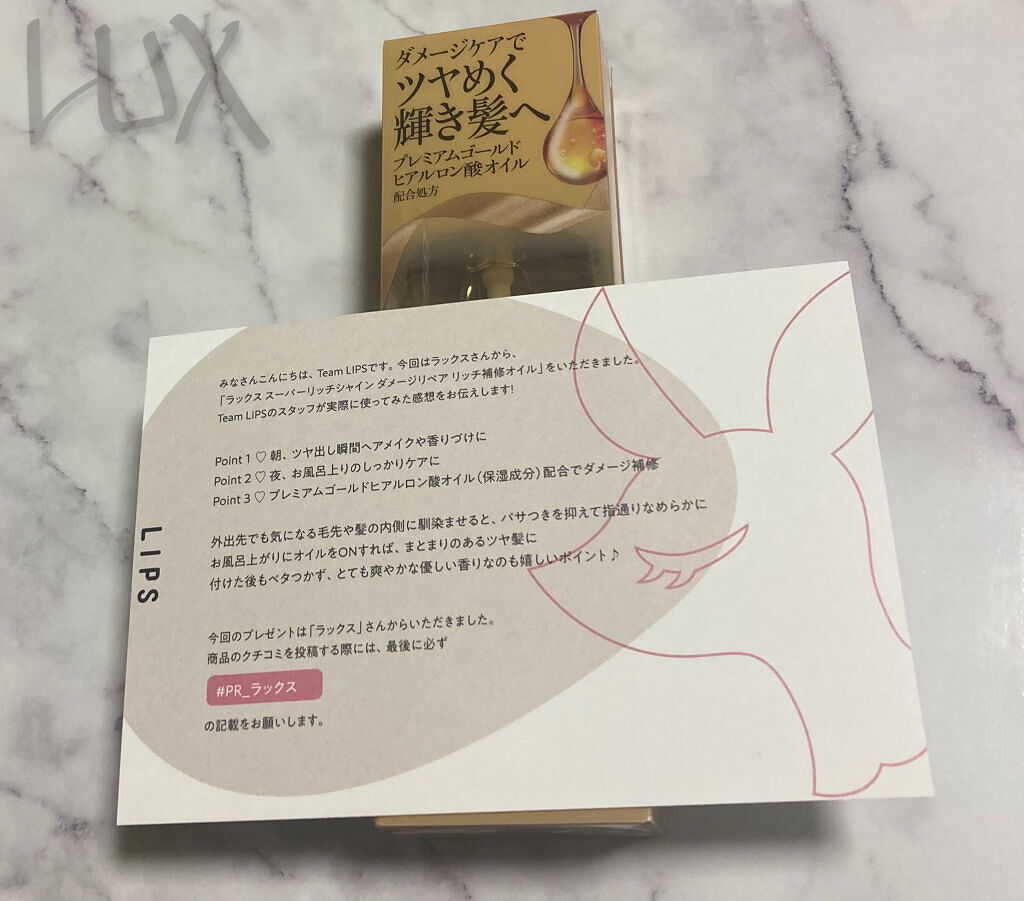 LUX
ダメージケアで
ツヤめく
輝き髪へ
プレミアムゴールド
ヒアルロン酸オイル
配合処方
みなさんこんにちは、Team LIPSです。今回はラックスさんから、
「ラックス スーパーリッチシャイン ダメージリペア リッチ補修オイル」をいただきました。
Team LIPSのスタッフが実際に使ってみた感想をお伝えします!
Point 1 ♡ 朝、ツヤ出し瞬間ヘアメイクや香りづけに
Point 2 ♡ 夜、お風呂上りのしっかりケアに
Point 3 ♡ プレミアムゴールドヒアルロン酸オイル(保湿成分)配合でダメージ補修
外出先でも気になる毛先や髪の内側に馴染ませると、パサつきを抑えて指通りなめらかに
お風呂上がりにオイルをONすれば、まとまりのあるツヤ髪に
付けた後もベタつかず、とても爽やかな優しい香りなのも嬉しいポイント♪
今回のプレゼントは「ラックス」さんからいただきました。
商品のクチコミを投稿する際には、最後に必ず
#PR_ラックス
の記載をお願いします。
LIPS